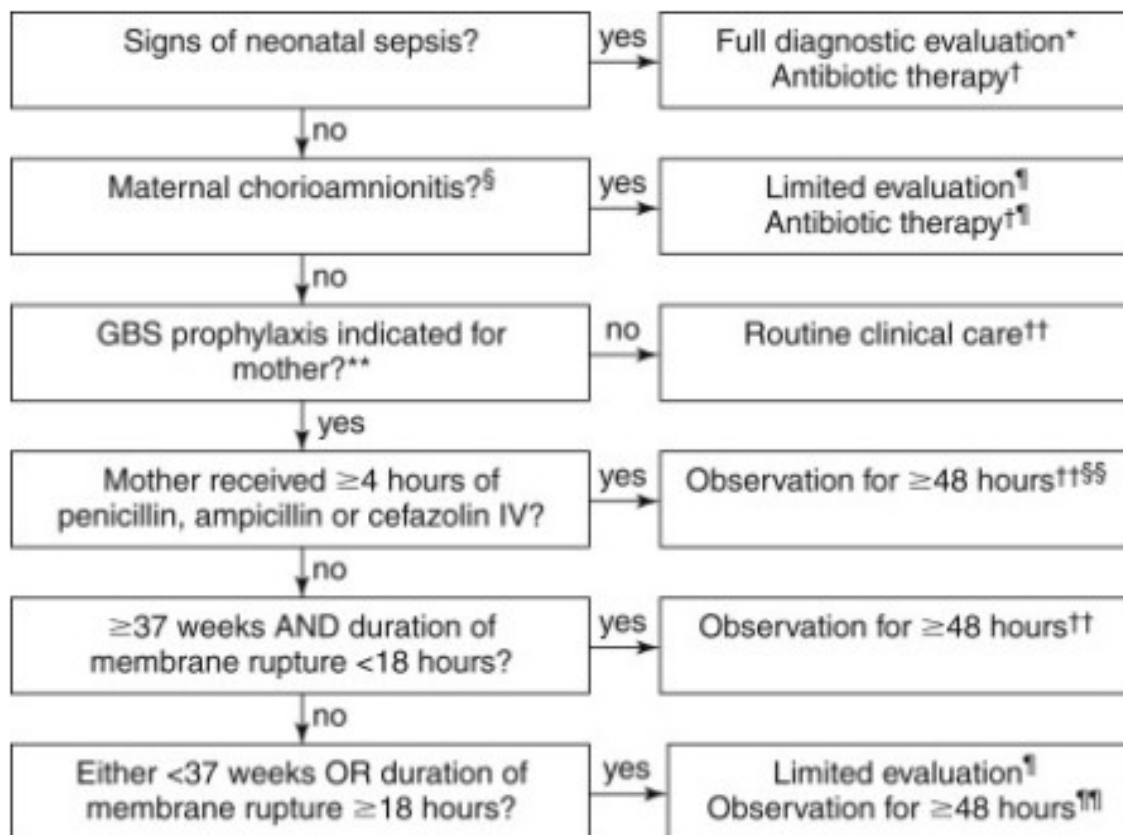 Signs of neonatal sepsis?
yes
Full diagnostic evaluation*
Antibiotic therapy†
no
Maternal chorioamnionitis?§
yes
Limited evaluation¶
Antibiotic therapy†¶
no
GBS prophylaxis indicated for
mother?**
no
Routine clinical care††
yes
Mother received ≥4 hours of
penicillin, ampicillin or cefazolin IV?
yes
Observation for ≥48 hours††§§
no
≥37 weeks AND duration of
membrane rupture <18 hours?
yes
Observation for ≥48 hours††
no
Either <37 weeks OR duration of
membrane rupture ≥18 hours?
yes
Limited evaluation¶
Observation for ≥48 hours¶¶